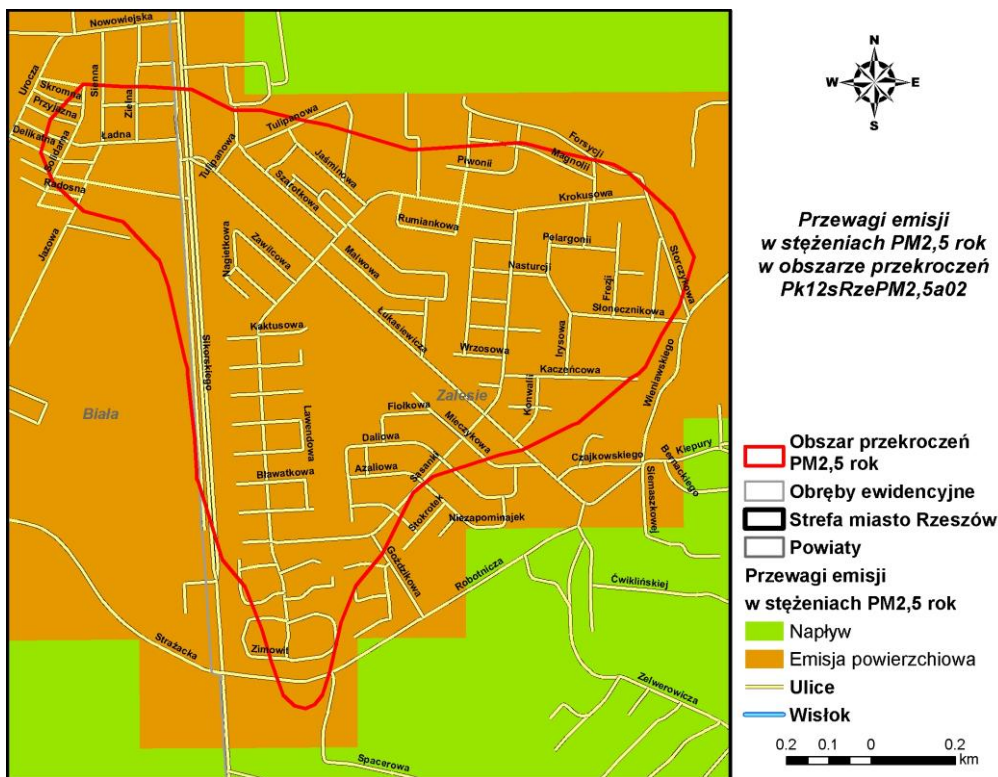 Nowowiejska
Urocza
Skromna
Sienna
Przyjazna
Zielna
Delikatna
Solidarna
Ładna
Radosna
Jazowa
Tulipanowa
Tulipanowa
Jaśminowa
Szarotkowa
Piwonii
Forsycji
Magnolii
Krokusowa
Rumiankowa
Pelargonii
Storczykowa
Nagietkowa
Zawilcowa
Malwowa
Nasturcji
Frezji
Słonecznikowa
Łukasiewicza
Kaktusowa
Sikorskiego
Wrzosowa
Irysowa
Wieniawskiego
Kaczeńcowa
Biała
Zalesie
Konwalii
Fiołkowa
Mieczykowa
Lawendowa
Daliowa
Sasanki
Czajkowskiego
Kiepury
Bernackiego
Azaliowa
Bławatkowa
Siemaszkowej
Stokrotek
Niezapominajek
Goździkowa
Robotnicza
Ćwiklińskiej
Strażacka
Zimowit
Zelwerowicza
Spacerowa
N
W E
S
Przewagi emisji
w stężeniach PM2,5 rok
w obszarze przekroczeń
Pk12sRzePM2,5a02
Obszar przekroczeń
PM2,5 rok
Obręby ewidencyjne
Strefa miasto Rzeszów
Powiaty
Przewagi emisji
w stężeniach PM2,5 rok
Napływ
Emisja powierzchiowa
Ulice
Wisłok
0.2 0.1 0 0.2
km